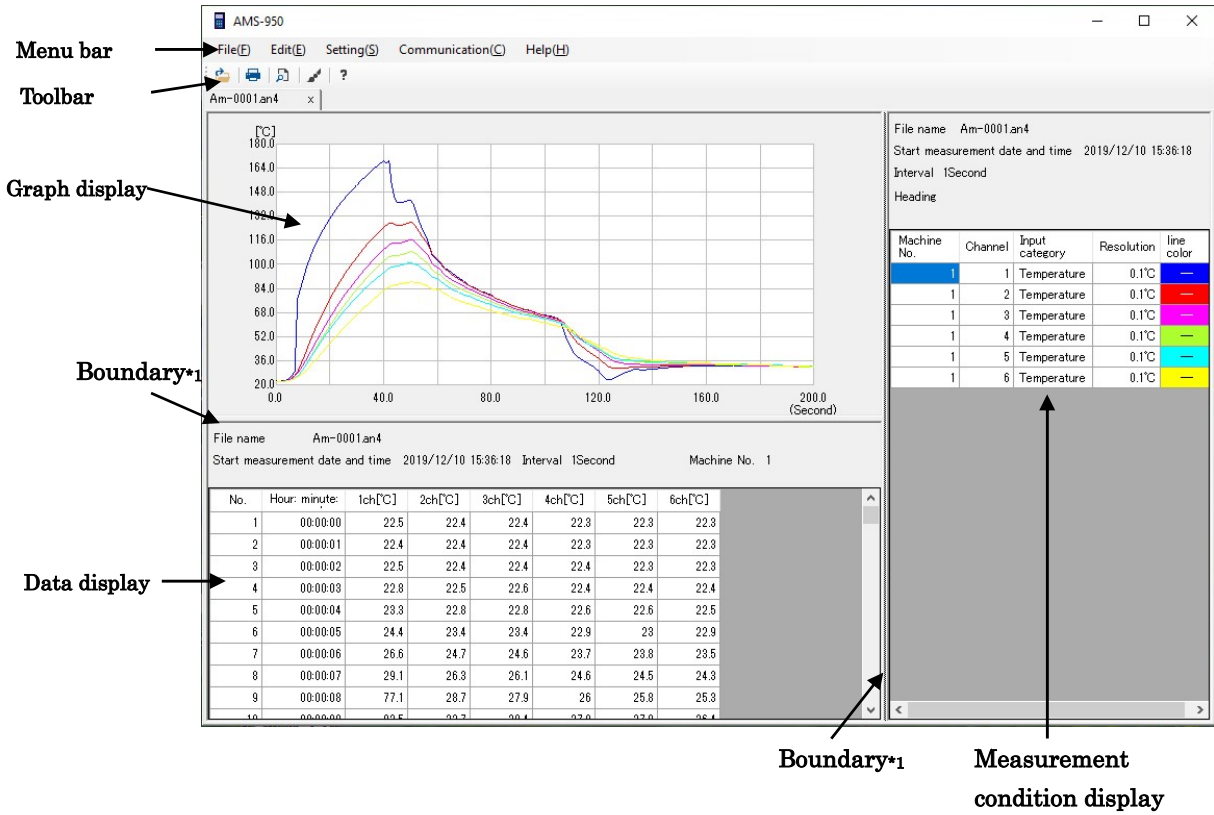 AMS-950
Menu bar
File(F) Edit(E) Setting(S) Communication(C) Help(H)
Toolbar
?
Am-0001.an4 x
Graph display
[℃]
180.0
164.0
148.0
132.0
116.0
100.0
84.0
68.0
52.0
36.0
20.0
0.0 40.0 80.0 120.0 160.0 200.0
(Second)
File name Am-0001.an4
Start measurement date and time 2019/12/10 15:36:18
Interval 1Second
Heading
Machine No. Channel Input category Resolution line color
1 1 Temperature 0.1℃ —
1 2 Temperature 0.1℃ —
1 3 Temperature 0.1℃ —
1 4 Temperature 0.1℃ —
1 5 Temperature 0.1℃ —
1 6 Temperature 0.1℃ —
Boundary*1
File name Am-0001.an4
Start measurement date and time 2019/12/10 15:36:18 Interval 1Second Machine No. 1
No. Hour: minute: 1ch[℃] 2ch[℃] 3ch[℃] 4ch[℃] 5ch[℃] 6ch[℃]
1 00:00:00 22.5 22.4 22.4 22.3 22.3 22.3
2 00:00:01 22.4 22.4 22.4 22.3 22.3 22.3
3 00:00:02 22.5 22.4 22.4 22.4 22.3 22.3
4 00:00:03 22.8 22.5 22.6 22.4 22.4 22.4
5 00:00:04 23.3 22.8 22.8 22.6 22.6 22.5
6 00:00:05 24.4 23.4 23.4 22.9 23 22.9
7 00:00:06 26.6 24.7 24.6 23.7 23.8 23.5
8 00:00:07 29.1 26.3 26.1 24.6 24.5 24.3
9 00:00:08 77.1 28.7 27.9 26 25.8 25.3
Data display
Boundary*1
Measurement
condition display